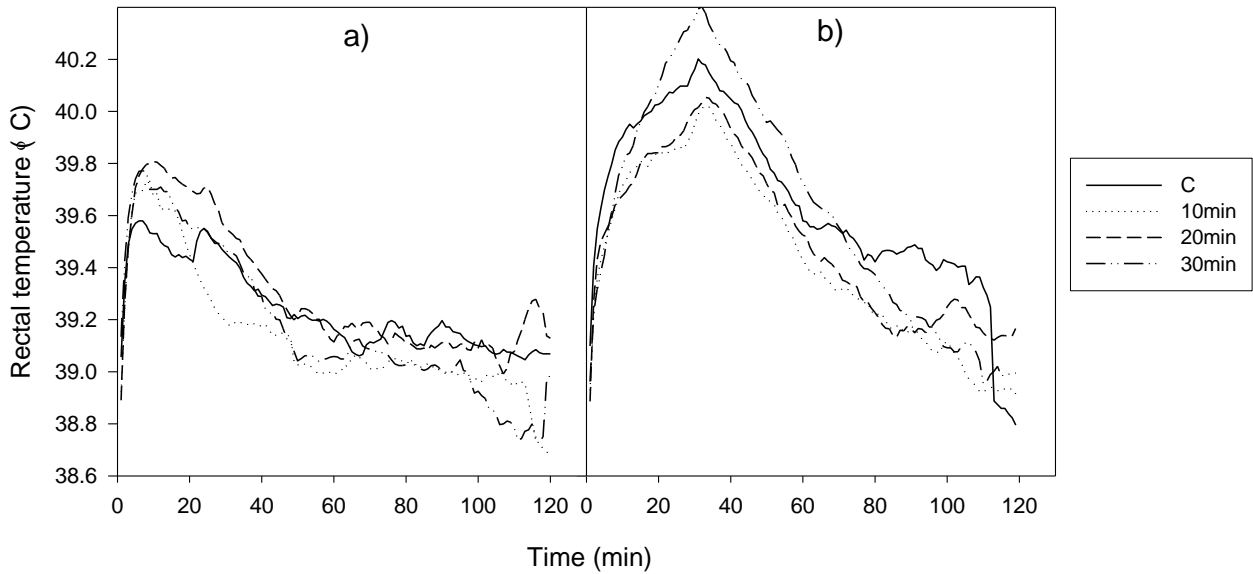 a)
b)
Rectal temperature (ϕ C)
40.2
40.0
39.8
39.6
39.4
39.2
39.0
38.8
38.6
0 20 40 60 80 100 120 0 20 40 60 80 100 120
Time (min)
C
10min
20min
30min